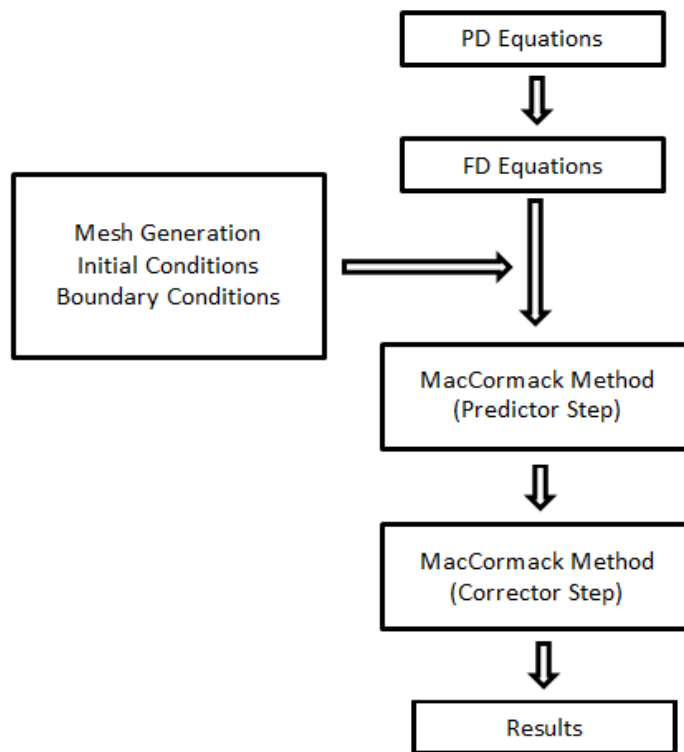 PD Equations
FD Equations
Mesh Generation
Initial Conditions
Boundary Conditions
MacCormack Method
(Predictor Step)
MacCormack Method
(Corrector Step)
Results